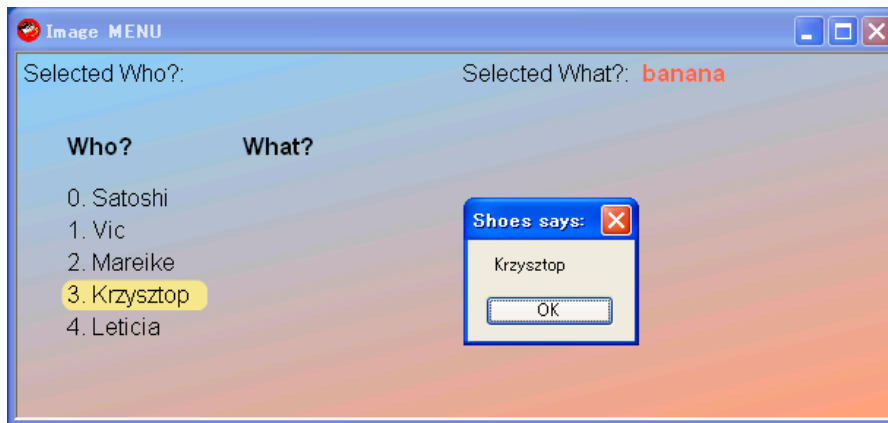 Image MENU
Selected Who?: Selected What?: banana
Who? What?
0. Satoshi
1. Vic
2. Mareike
3. Krzysztop
4. Leticia
Shoes says:
Krzysztop
OK